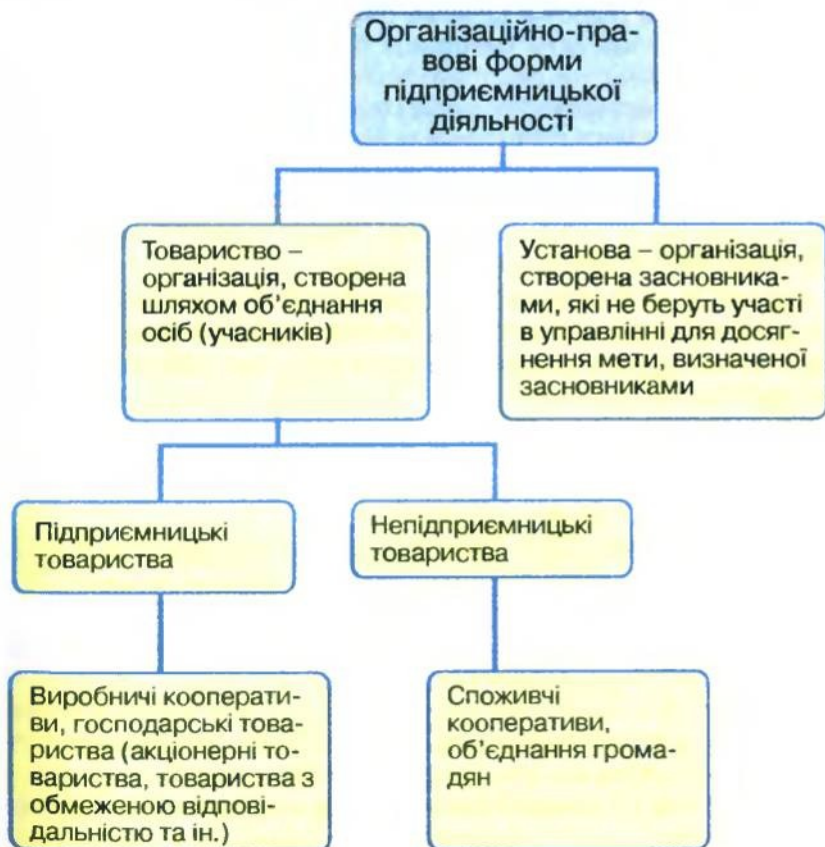 Організаційно-пра-
вові форми
підприємницької
діяльності
Товариство –
організація, створена
шляхом об’єднання
осіб (учасників)
Установа – організація,
створена засновника-
ми, які не беруть участі
в управлінні для досяг-
нення мети, визначеної
засновниками
Підприємницькі
товариства
Непідприємницькі
товариства
Виробничі кооперати-
ви, господарські това-
риства (акціонерні то-
вариства, товариства з
обмеженою відпові-
дальністю та ін.)
Споживчі
кооперативи,
об’єднання грома-
дян